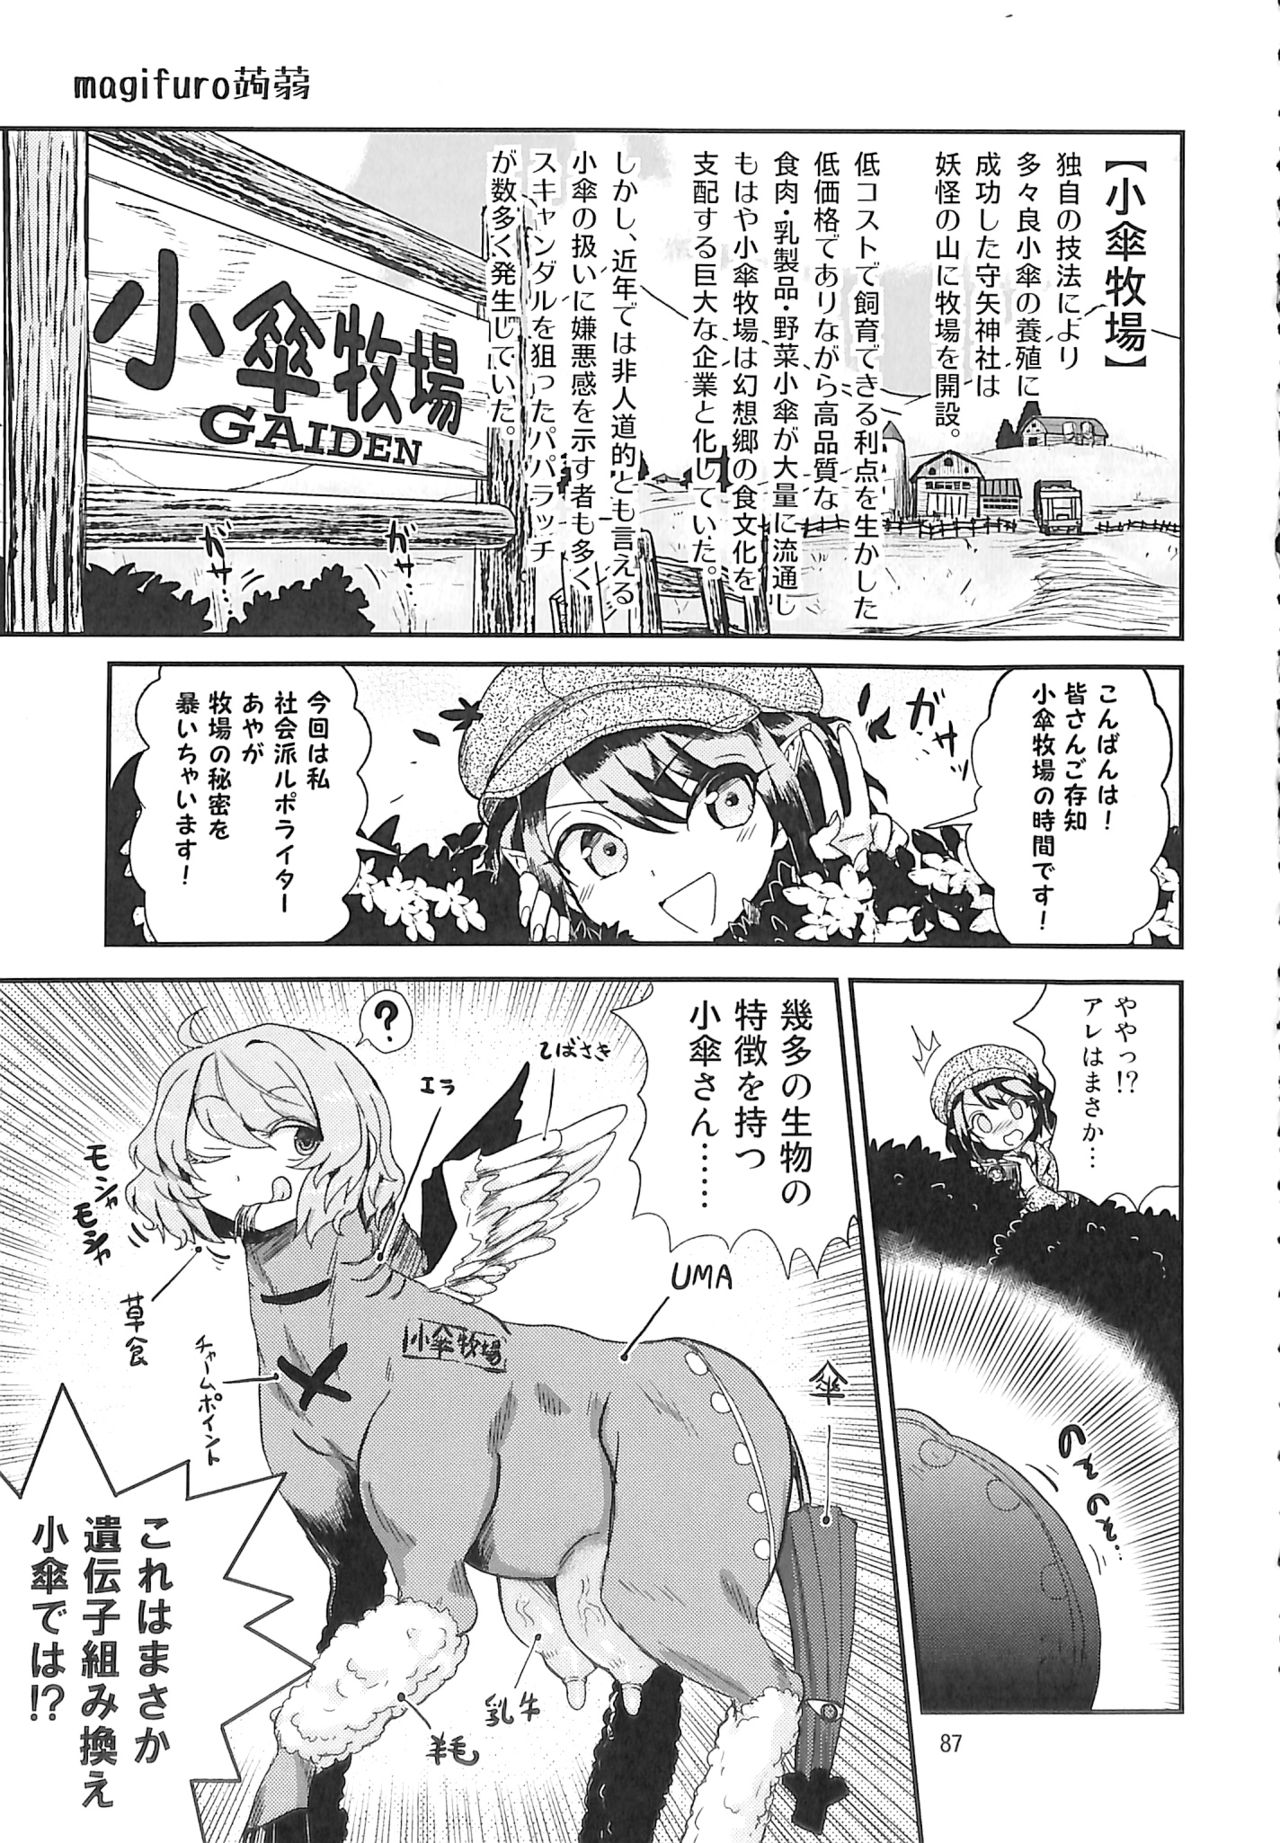 magifuro蒟蒻
【小傘牧場】
独自の技法により
多々良小傘の養殖に
成功した守矢神社は
妖怪の山に牧場を開設。
低コストで飼育できる利点を生かした
低価格でありながら高品質な
食肉・乳製品・野菜小傘が大量に流通し
もはや小傘牧場は幻想郷の食文化を
支配する巨大な企業と化していた。
しかし、近年では非人道的とも言える
小傘の扱いに嫌悪感を示す者も多く
スキャンダルを狙ったパパラッチ
が数多く発生していた。
小傘牧場
GAIDEN
ガサ
ガサ
こんばんは!
皆さんご存知
小傘牧場の時間です!
今回は私
社会派ルポライター
あやが
牧場の秘密を
暴いちゃいます!
ややっ!?
アレはまさか…
のそ
のそ…
幾多の生物の
特徴を持つ
小傘さん……
?
てばさき
エラ
UMA
傘
モシャ
モシャ
草食
チャームポイント
小傘牧場
乳牛
羊毛
これはまさか
遺伝子組み換え
小傘では!?
87